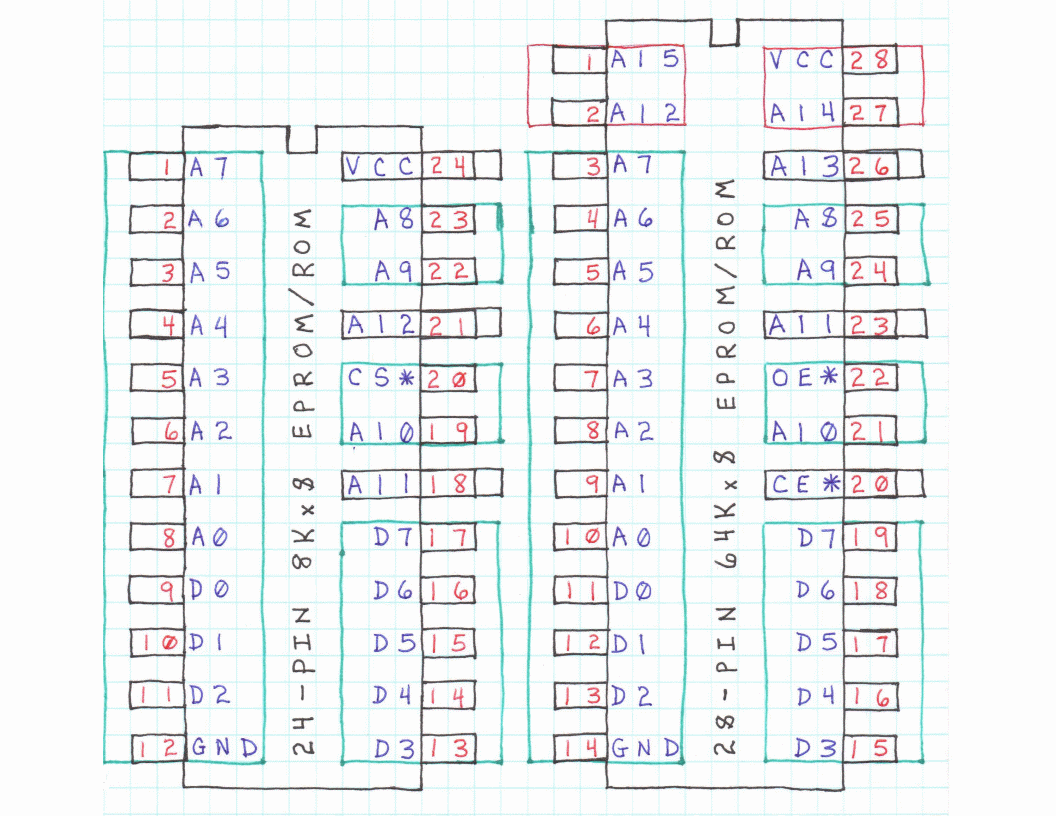 1 A15 VCC 28
2 A12 A14 27
1 A7 VCC 24
2 A6 A8 23
3 A5 A9 22
4 A4 A12 21
5 A3 CS* 20
6 A2 A10 19
7 A1 A11 18
8 A0 D7 17
9 D0 D6 16
10 D1 D5 15
11 D2 D4 14
12 GND D3 13
24-PIN 8Kx8 EPROM/ROM
3 A7 A13 26
4 A6 A8 25
5 A5 A9 24
6 A4 A11 23
7 A3 OE* 22
8 A2 A10 21
9 A1 CE* 20
10 A0 D7 19
11 D0 D6 18
12 D1 D5 17
13 D2 D4 16
14 GND D3 15
28-PIN 64Kx8 EPROM/ROM